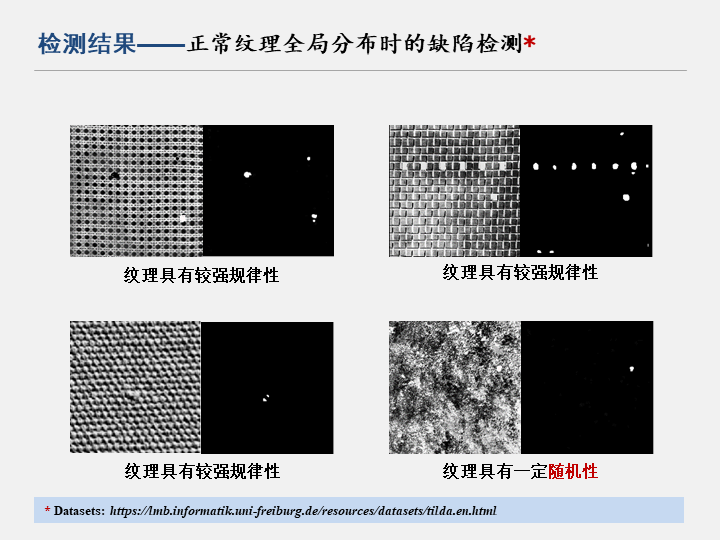 检测结果——正常纹理全局分布时的缺陷检测*
纹理具有较强规律性
纹理具有较强规律性
纹理具有较强规律性
纹理具有一定随机性
* Datasets: https://lmb.informatik.uni-freiburg.de/resources/datasets/tilda.en.html